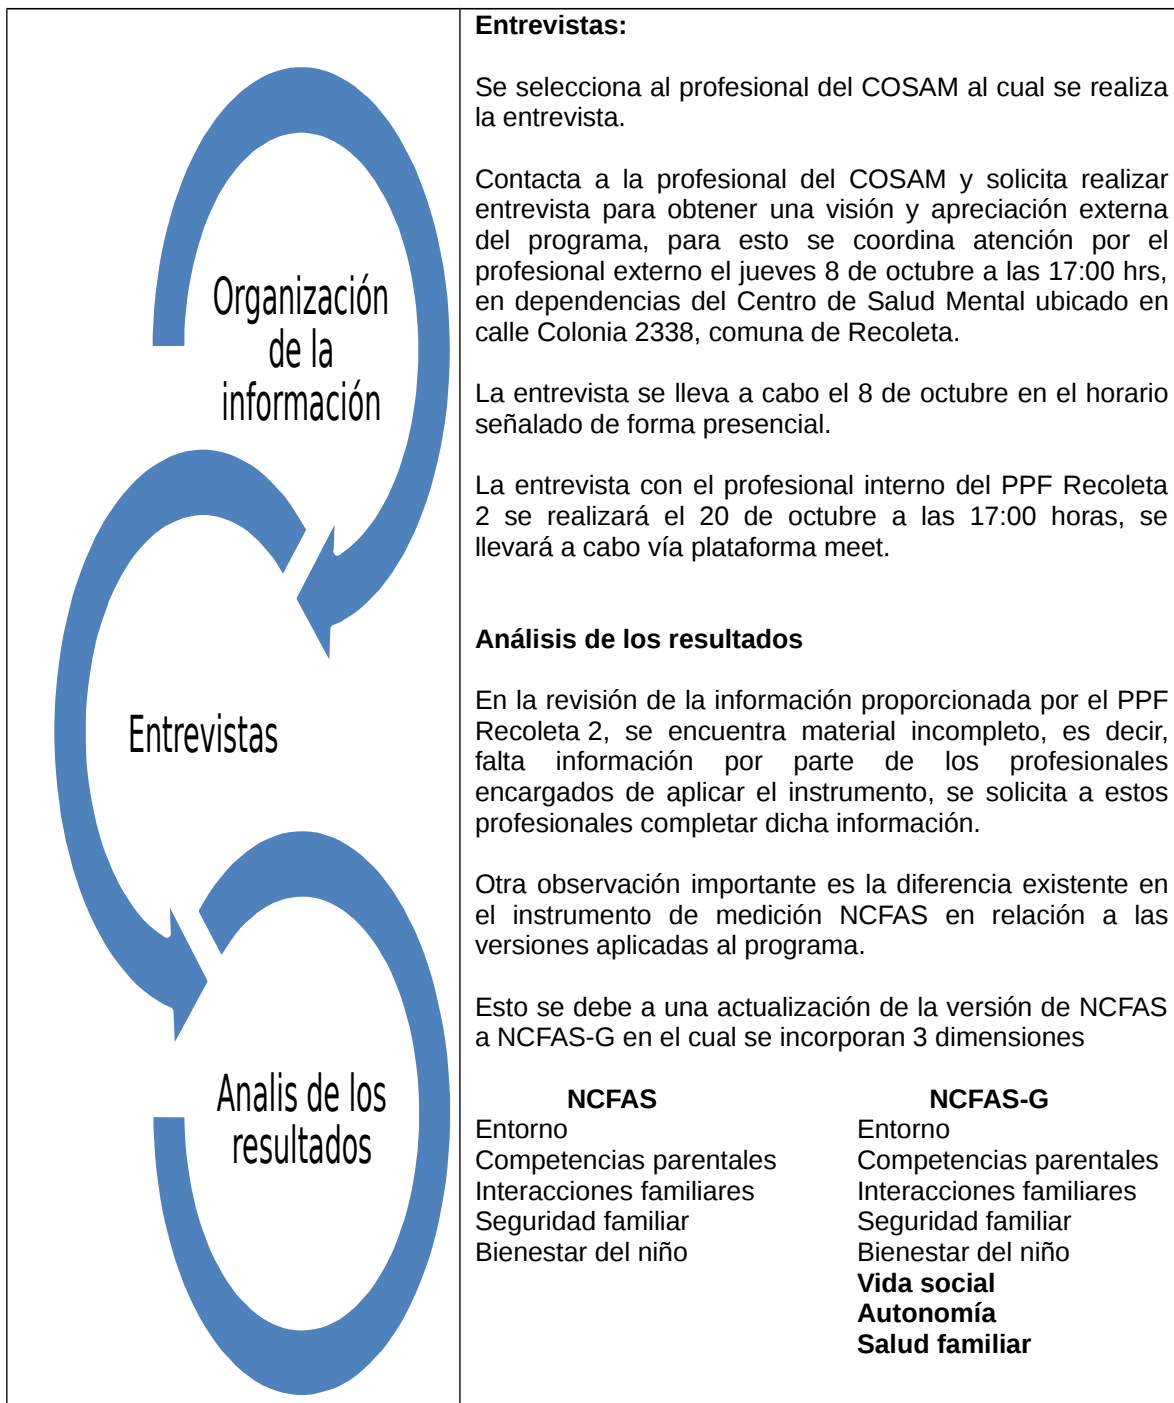 Organización
de la
información
Entrevistas
Analis de los
resultados
Entrevistas:
Se selecciona al profesional del COSAM al cual se realiza
la entrevista.
Contacta a la profesional del COSAM y solicita realizar
entrevista para obtener una visión y apreciación externa
del programa, para esto se coordina atención por el
profesional externo el jueves 8 de octubre a las 17:00 hrs,
en dependencias del Centro de Salud Mental ubicado en
calle Colonia 2338, comuna de Recoleta.
La entrevista se lleva a cabo el 8 de octubre en el horario
señalado de forma presencial.
La entrevista con el profesional interno del PPF Recoleta
2 se realizará el 20 de octubre a las 17:00 horas, se
llevará a cabo vía plataforma meet.
Análisis de los resultados
En la revisión de la información proporcionada por el PPF
Recoleta 2, se encuentra material incompleto, es decir,
falta información por parte de los profesionales
encargados de aplicar el instrumento, se solicita a estos
profesionales completar dicha información.
Otra observación importante es la diferencia existente en
el instrumento de medición NCFAS en relación a las
versiones aplicadas al programa.
Esto se debe a una actualización de la versión de NCFAS
a NCFAS-G en el cual se incorporan 3 dimensiones
NCFAS NCFAS-G
Entorno Entorno
Competencias parentales Competencias parentales
Interacciones familiares Interacciones familiares
Seguridad familiar Seguridad familiar
Bienestar del niño Bienestar del niño
Vida social
Autonomía
Salud familiar